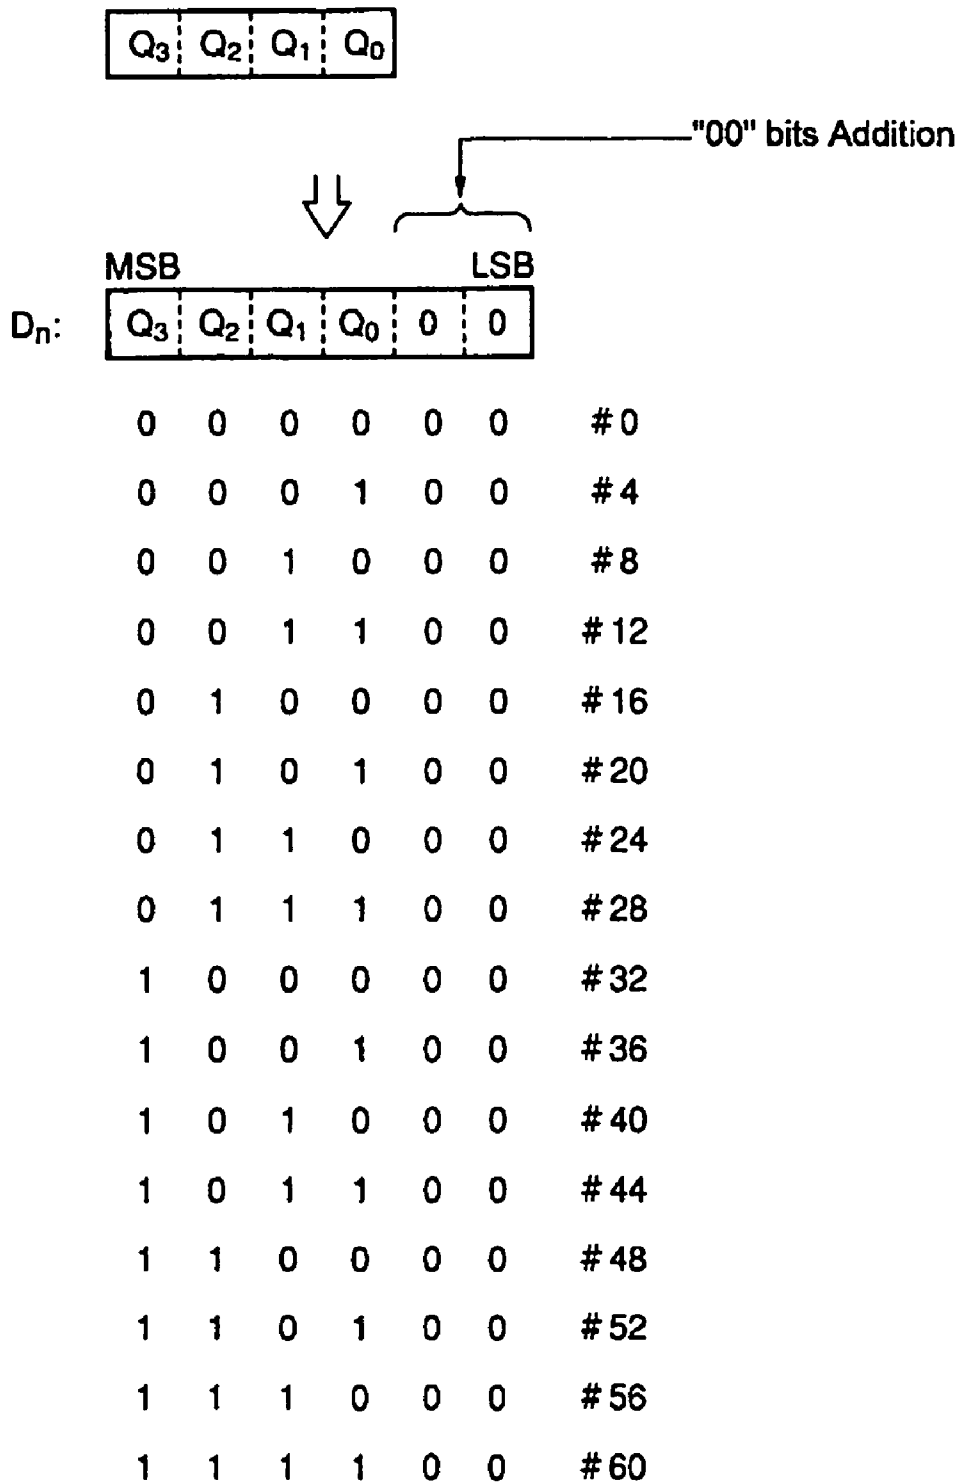 Q3 Q2 Q1 Q0
"00" bits Addition
MSB LSB
Dn: Q3 Q2 Q1 Q0 0 0
0 0 0 0 0 0 #0
0 0 0 1 0 0 #4
0 0 1 0 0 0 #8
0 0 1 1 0 0 #12
0 1 0 0 0 0 #16
0 1 0 1 0 0 #20
0 1 1 0 0 0 #24
0 1 1 1 0 0 #28
1 0 0 0 0 0 #32
1 0 0 1 0 0 #36
1 0 1 0 0 0 #40
1 0 1 1 0 0 #44
1 1 0 0 0 0 #48
1 1 0 1 0 0 #52
1 1 1 0 0 0 #56
1 1 1 1 0 0 #60